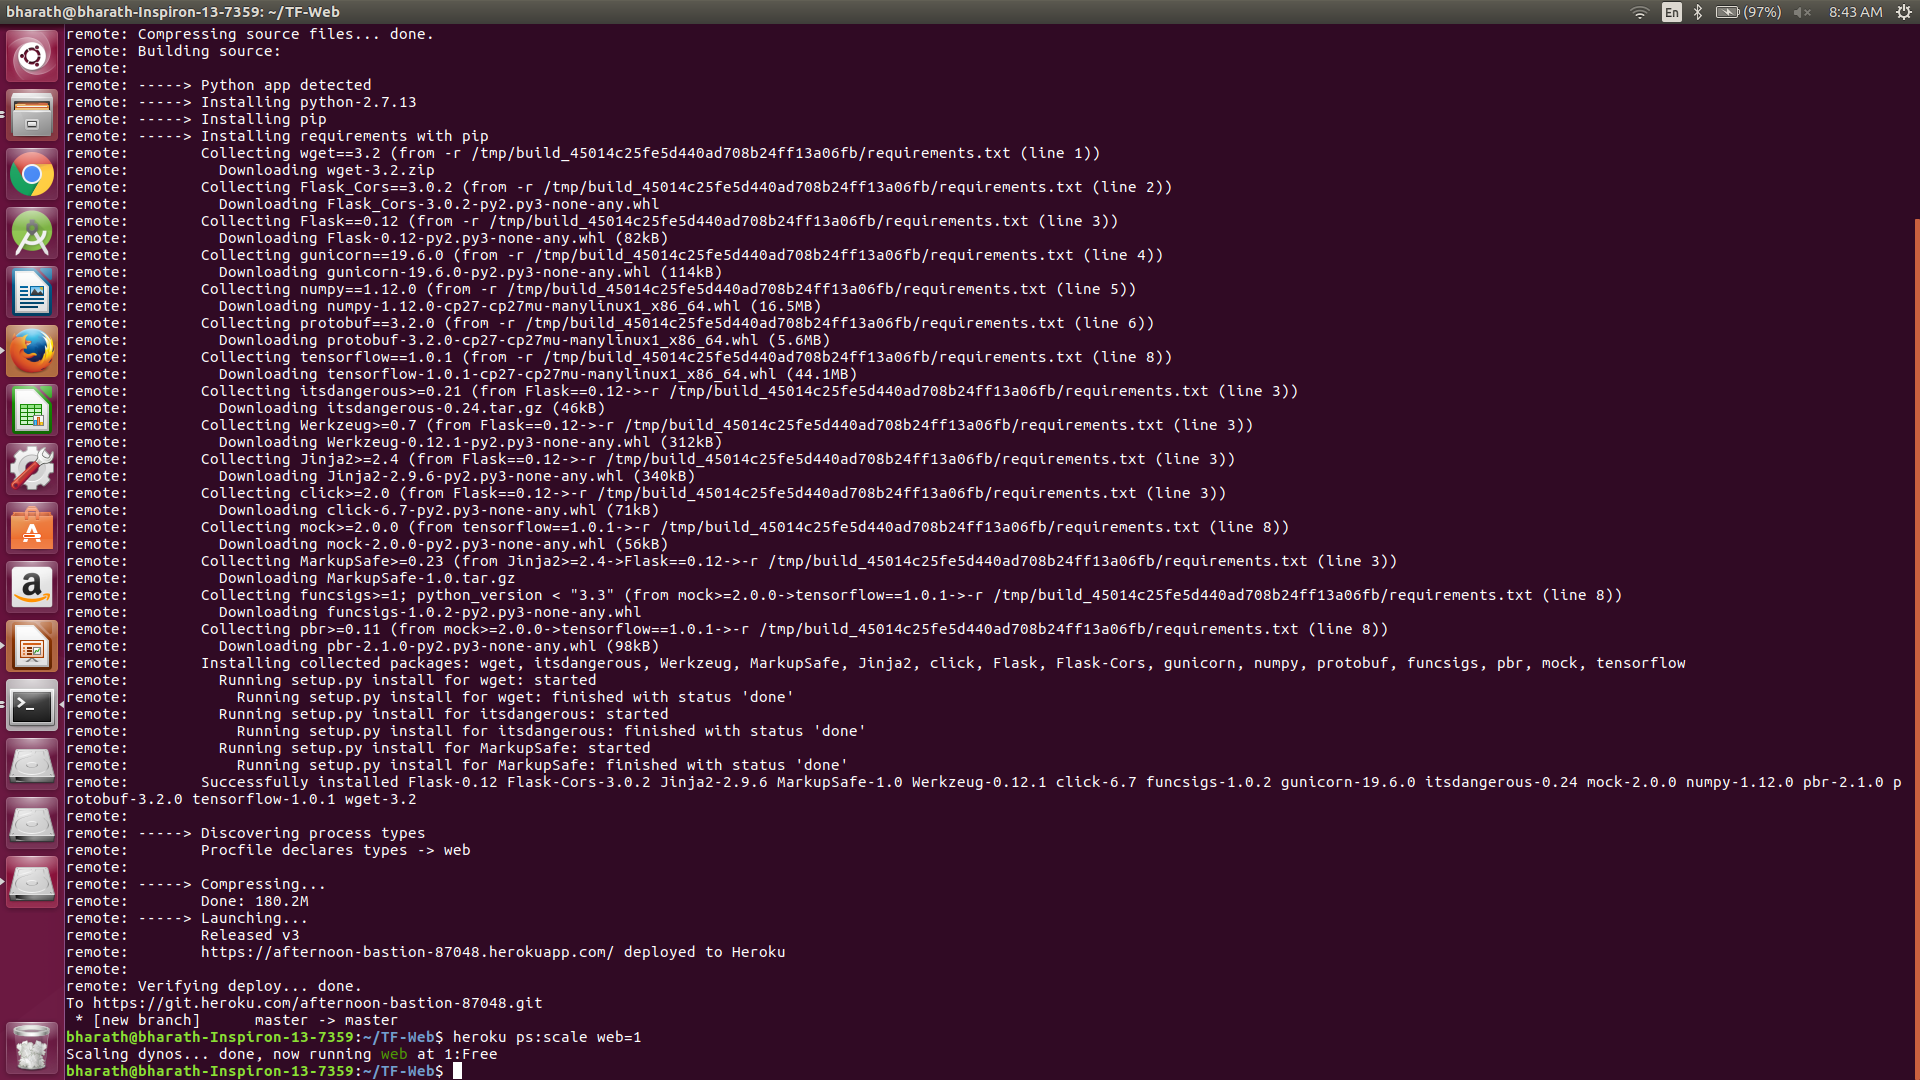 bharath@bharath-Inspiron-13-7359: ~/TF-Web
En
(97%)
8:43 AM
remote: Compressing source files... done.
remote: Building source:
remote:
remote: -----> Python app detected
remote: -----> Installing python-2.7.13
remote: -----> Installing pip
remote: -----> Installing requirements with pip
remote:        Collecting wget==3.2 (from -r /tmp/build_45014c25fe5d440ad708b24ff13a06fb/requirements.txt (line 1))
remote:          Downloading wget-3.2.zip
remote:        Collecting Flask_Cors==3.0.2 (from -r /tmp/build_45014c25fe5d440ad708b24ff13a06fb/requirements.txt (line 2))
remote:          Downloading Flask_Cors-3.0.2-py2.py3-none-any.whl
remote:        Collecting Flask==0.12 (from -r /tmp/build_45014c25fe5d440ad708b24ff13a06fb/requirements.txt (line 3))
remote:          Downloading Flask-0.12-py2.py3-none-any.whl (82kB)
remote:        Collecting gunicorn==19.6.0 (from -r /tmp/build_45014c25fe5d440ad708b24ff13a06fb/requirements.txt (line 4))
remote:          Downloading gunicorn-19.6.0-py2.py3-none-any.whl (114kB)
remote:        Collecting numpy==1.12.0 (from -r /tmp/build_45014c25fe5d440ad708b24ff13a06fb/requirements.txt (line 5))
remote:          Downloading numpy-1.12.0-cp27-cp27mu-manylinux1_x86_64.whl (16.5MB)
remote:        Collecting protobuf==3.2.0 (from -r /tmp/build_45014c25fe5d440ad708b24ff13a06fb/requirements.txt (line 6))
remote:          Downloading protobuf-3.2.0-cp27-cp27mu-manylinux1_x86_64.whl (5.6MB)
remote:        Collecting tensorflow==1.0.1 (from -r /tmp/build_45014c25fe5d440ad708b24ff13a06fb/requirements.txt (line 8))
remote:          Downloading tensorflow-1.0.1-cp27-cp27mu-manylinux1_x86_64.whl (44.1MB)
remote:        Collecting itsdangerous>=0.21 (from Flask==0.12->-r /tmp/build_45014c25fe5d440ad708b24ff13a06fb/requirements.txt (line 3))
remote:          Downloading itsdangerous-0.24.tar.gz (46kB)
remote:        Collecting Werkzeug>=0.7 (from Flask==0.12->-r /tmp/build_45014c25fe5d440ad708b24ff13a06fb/requirements.txt (line 3))
remote:          Downloading Werkzeug-0.12.1-py2.py3-none-any.whl (312kB)
remote:        Collecting Jinja2>=2.4 (from Flask==0.12->-r /tmp/build_45014c25fe5d440ad708b24ff13a06fb/requirements.txt (line 3))
remote:          Downloading Jinja2-2.9.6-py2.py3-none-any.whl (340kB)
remote:        Collecting click>=2.0 (from Flask==0.12->-r /tmp/build_45014c25fe5d440ad708b24ff13a06fb/requirements.txt (line 3))
remote:          Downloading click-6.7-py2.py3-none-any.whl (71kB)
remote:        Collecting mock>=2.0.0 (from tensorflow==1.0.1->-r /tmp/build_45014c25fe5d440ad708b24ff13a06fb/requirements.txt (line 8))
remote:          Downloading mock-2.0.0-py2.py3-none-any.whl (56kB)
remote:        Collecting MarkupSafe>=0.23 (from Jinja2>=2.4->Flask==0.12->-r /tmp/build_45014c25fe5d440ad708b24ff13a06fb/requirements.txt (line 3))
remote:          Downloading MarkupSafe-1.0.tar.gz
remote:        Collecting funcsigs>=1; python_version < "3.3" (from mock>=2.0.0->tensorflow==1.0.1->-r /tmp/build_45014c25fe5d440ad708b24ff13a06fb/requirements.txt (line 8))
remote:          Downloading funcsigs-1.0.2-py2.py3-none-any.whl
remote:        Collecting pbr>=0.11 (from mock>=2.0.0->tensorflow==1.0.1->-r /tmp/build_45014c25fe5d440ad708b24ff13a06fb/requirements.txt (line 8))
remote:          Downloading pbr-2.1.0-py2.py3-none-any.whl (98kB)
remote:        Installing collected packages: wget, itsdangerous, Werkzeug, MarkupSafe, Jinja2, click, Flask, Flask-Cors, gunicorn, numpy, protobuf, funcsigs, pbr, mock, tensorflow
remote:          Running setup.py install for wget: started
remote:            Running setup.py install for wget: finished with status 'done'
remote:          Running setup.py install for itsdangerous: started
remote:            Running setup.py install for itsdangerous: finished with status 'done'
remote:          Running setup.py install for MarkupSafe: started
remote:            Running setup.py install for MarkupSafe: finished with status 'done'
remote:        Successfully installed Flask-0.12 Flask-Cors-3.0.2 Jinja2-2.9.6 MarkupSafe-1.0 Werkzeug-0.12.1 click-6.7 funcsigs-1.0.2 gunicorn-19.6.0 itsdangerous-0.24 mock-2.0.0 numpy-1.12.0 pbr-2.1.0 p
rotobuf-3.2.0 tensorflow-1.0.1 wget-3.2
remote:
remote: -----> Discovering process types
remote:        Procfile declares types -> web
remote:
remote: -----> Compressing...
remote:        Done: 180.2M
remote: -----> Launching...
remote:        Released v3
remote:        https://afternoon-bastion-87048.herokuapp.com/ deployed to Heroku
remote:
remote: Verifying deploy... done.
To https://git.heroku.com/afternoon-bastion-87048.git
 * [new branch]      master -> master
bharath@bharath-Inspiron-13-7359:~/TF-Web$ heroku ps:scale web=1
Scaling dynos... done, now running web at 1:Free
bharath@bharath-Inspiron-13-7359:~/TF-Web$